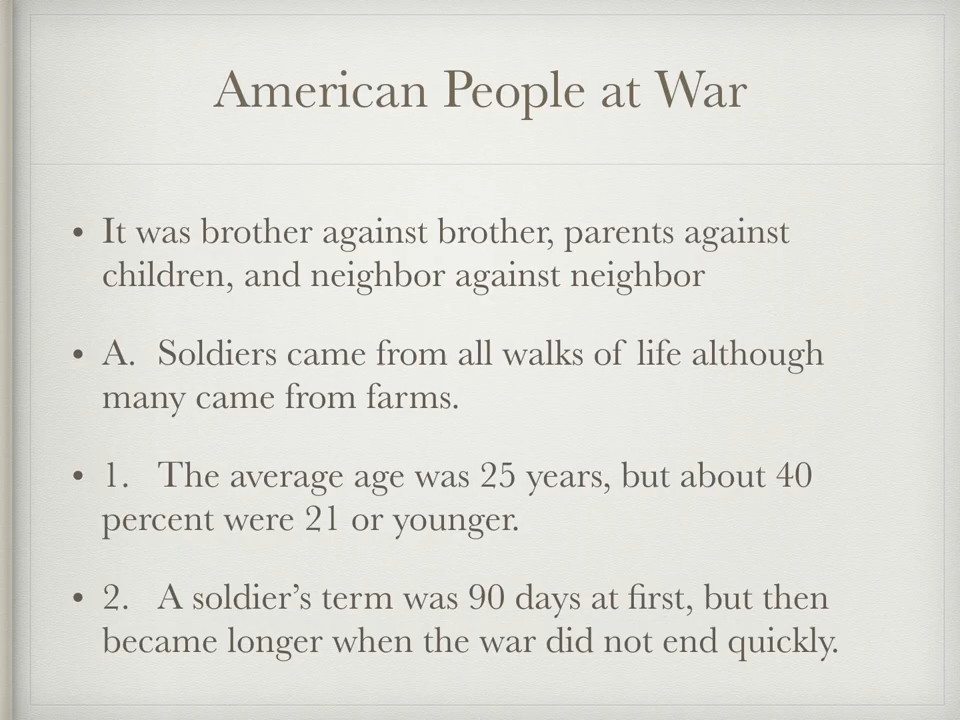 American People at War
• It was brother against brother, parents against
children, and neighbor against neighbor
• A. Soldiers came from all walks of life although
many came from farms.
• 1. The average age was 25 years, but about 40
percent were 21 or younger.
• 2. A soldier’s term was 90 days at first, but then
became longer when the war did not end quickly.